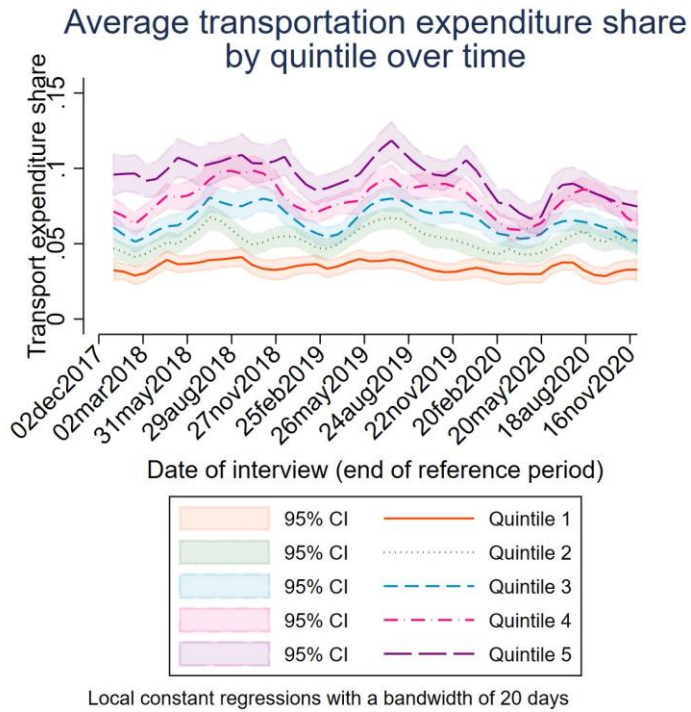 Average transportation expenditure share
by quintile over time
Transport expenditure share
.15
.1
.05
0
02dec2017
02mar2018
31may2018
29aug2018
27nov2018
25feb2019
26may2019
24aug2019
22nov2019
20feb2020
20may2020
18aug2020
16nov2020
Date of interview (end of reference period)
95% CI Quintile 1
95% CI Quintile 2
95% CI Quintile 3
95% CI Quintile 4
95% CI Quintile 5
Local constant regressions with a bandwidth of 20 days